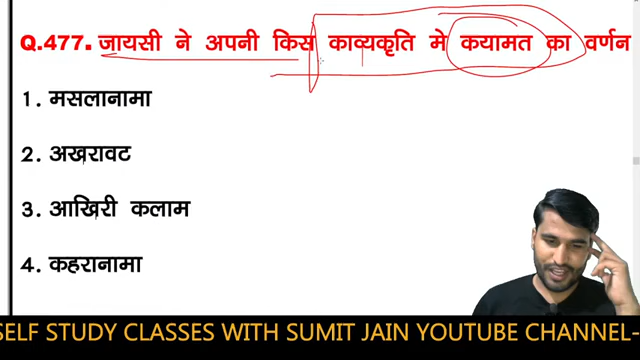 Q.477. जायसी ने अपनी किस काव्यकृति मे कयामत का वर्णन
1. मसलानामा
2. अखरावट
3. आखिरी कलाम
4. कहरानामा
SELF STUDY CLASSES WITH SUMIT JAIN YOUTUBE CHANNEL-